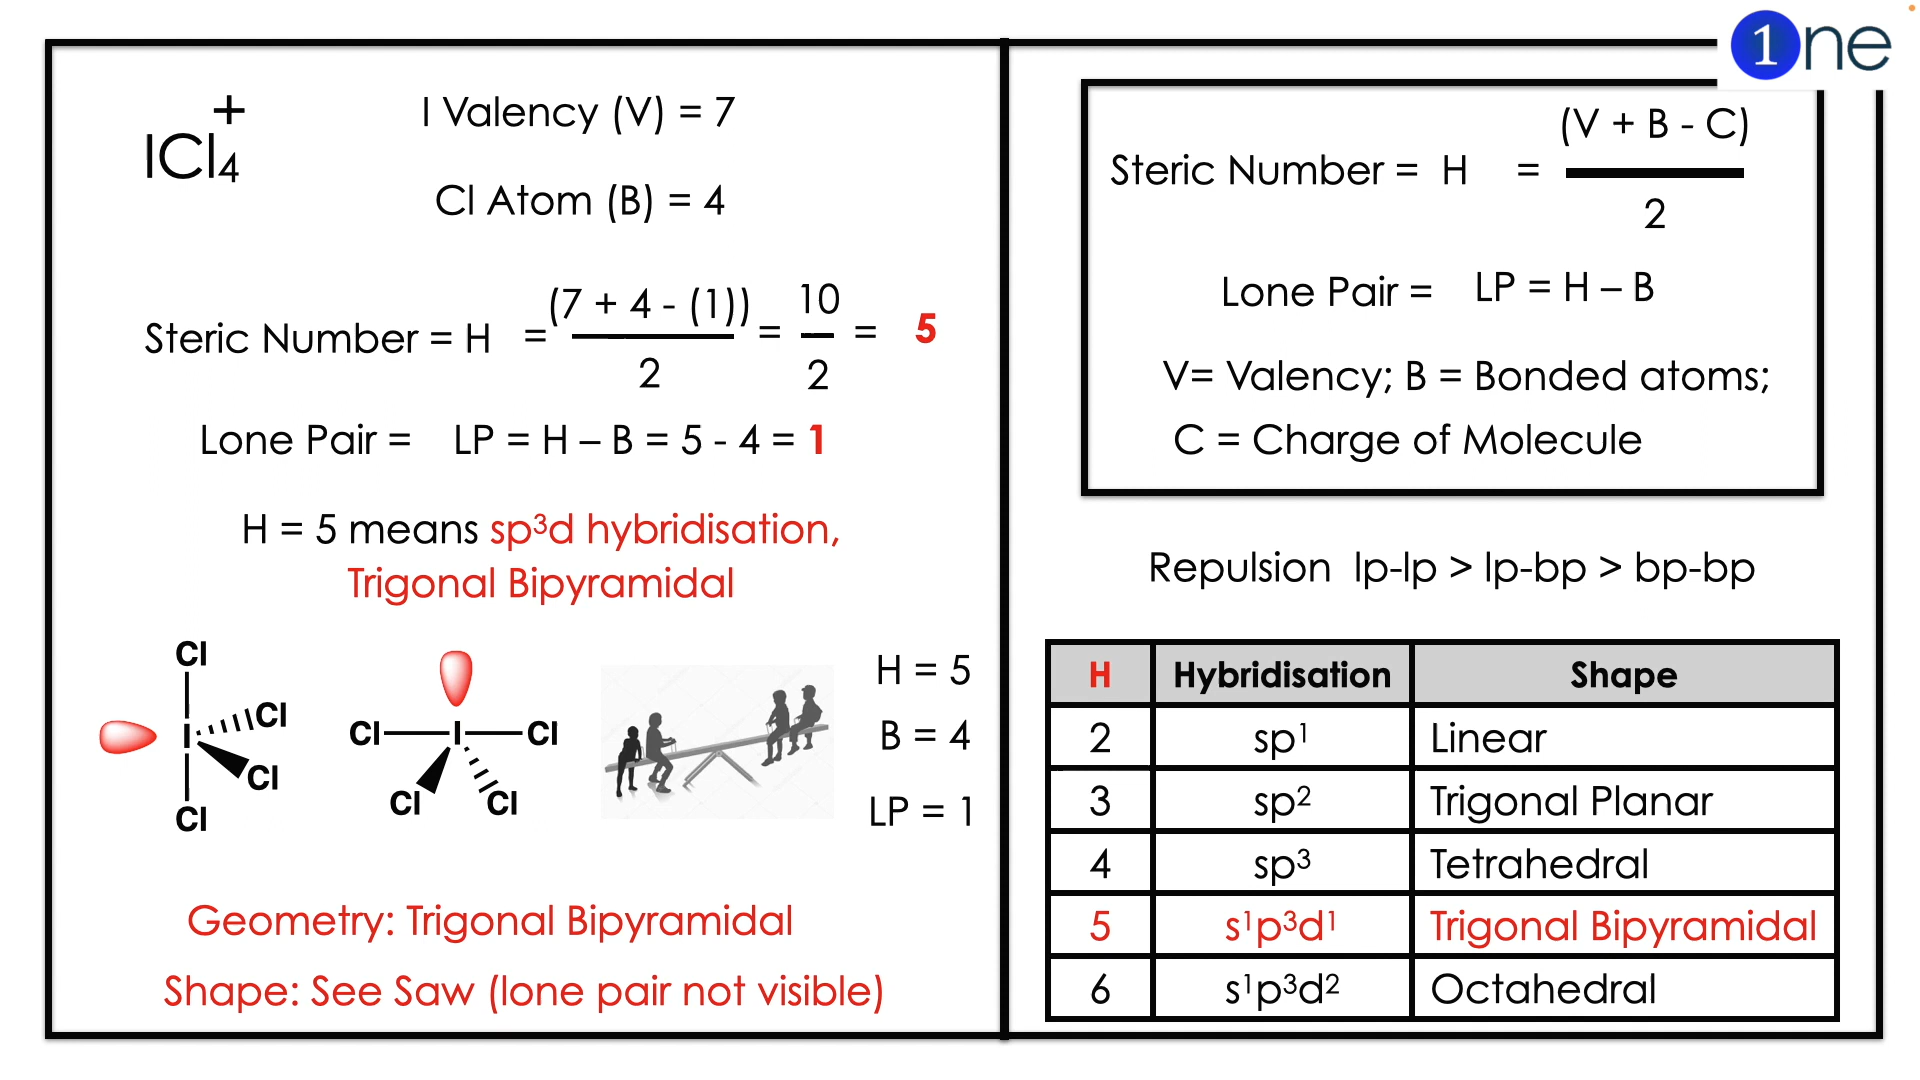 1ne
+
ICl4
I Valency (V) = 7
Cl Atom (B) = 4
Steric Number = H = (7 + 4 - (1)) / 2 = 10 / 2 = 5
Lone Pair = LP = H – B = 5 - 4 = 1
H = 5 means sp³d hybridisation,
Trigonal Bipyramidal
Cl
I
Cl
Cl
Cl
Cl I Cl
Cl Cl
H = 5
B = 4
LP = 1
Geometry: Trigonal Bipyramidal
Shape: See Saw (lone pair not visible)
Steric Number = H = (V + B - C) / 2
Lone Pair = LP = H – B
V= Valency; B = Bonded atoms;
C = Charge of Molecule
Repulsion lp-lp > lp-bp > bp-bp
H Hybridisation Shape
2 sp¹ Linear
3 sp² Trigonal Planar
4 sp³ Tetrahedral
5 s¹p³d¹ Trigonal Bipyramidal
6 s¹p³d² Octahedral